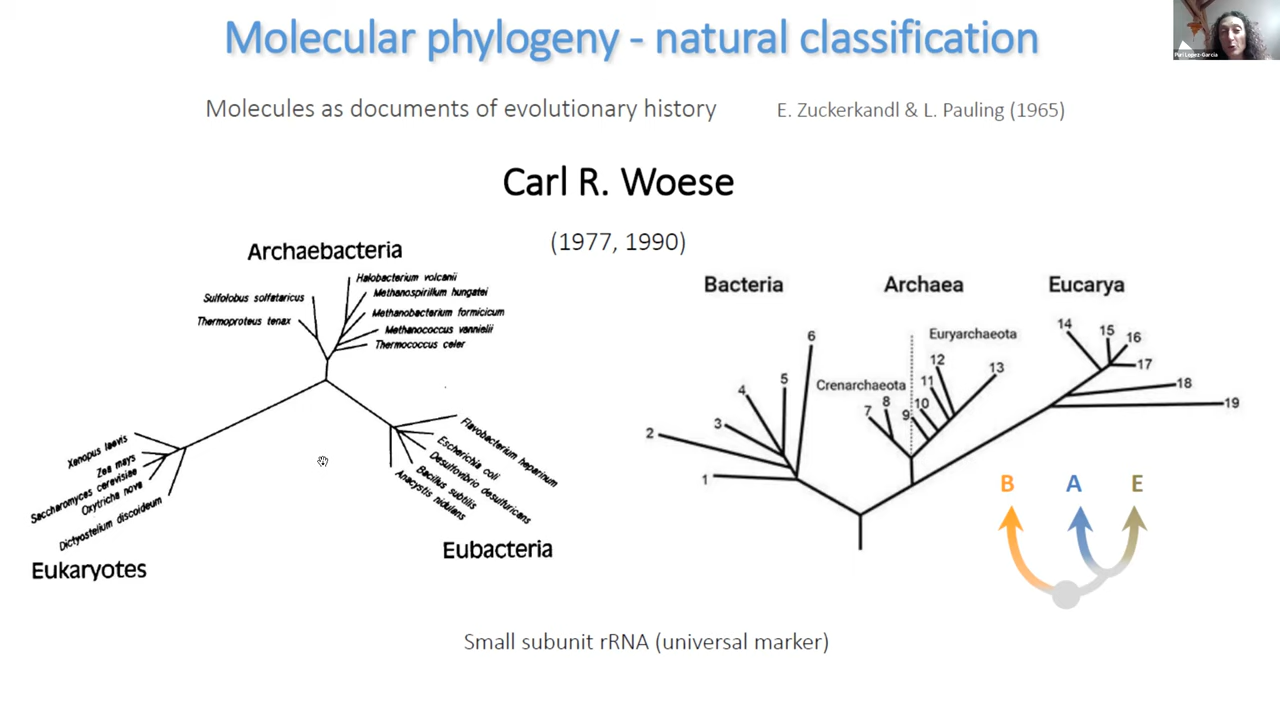 Molecular phylogeny - natural classification
Puri Lopez-Garcia
Molecules as documents of evolutionary history
E. Zuckerkandl & L. Pauling (1965)
Carl R. Woese
(1977, 1990)
Archaebacteria
Halobacterium volcanii
Sulfolobus solfataricus
Methanospirillum hungatei
Methanobacterium formicicum
Thermoproteus tenax
Methanococcus vannielii
Thermococcus celer
Xenopus laevis
Zea mays
Saccharomyces cerevisiae
Oxytricha nova
Dictyostelium discoideum
Eukaryotes
Flavobacterium heparinum
Escherichia coli
Desulfovibrio desulfuricans
Bacillus subtilis
Anacystis nidulans
Eubacteria
Bacteria
Archaea
Eucarya
Euryarchaeota
Crenarchaeota
1
2
3
4
5
6
7
8
9
10
11
12
13
14
15
16
17
18
19
B A E
Small subunit rRNA (universal marker)